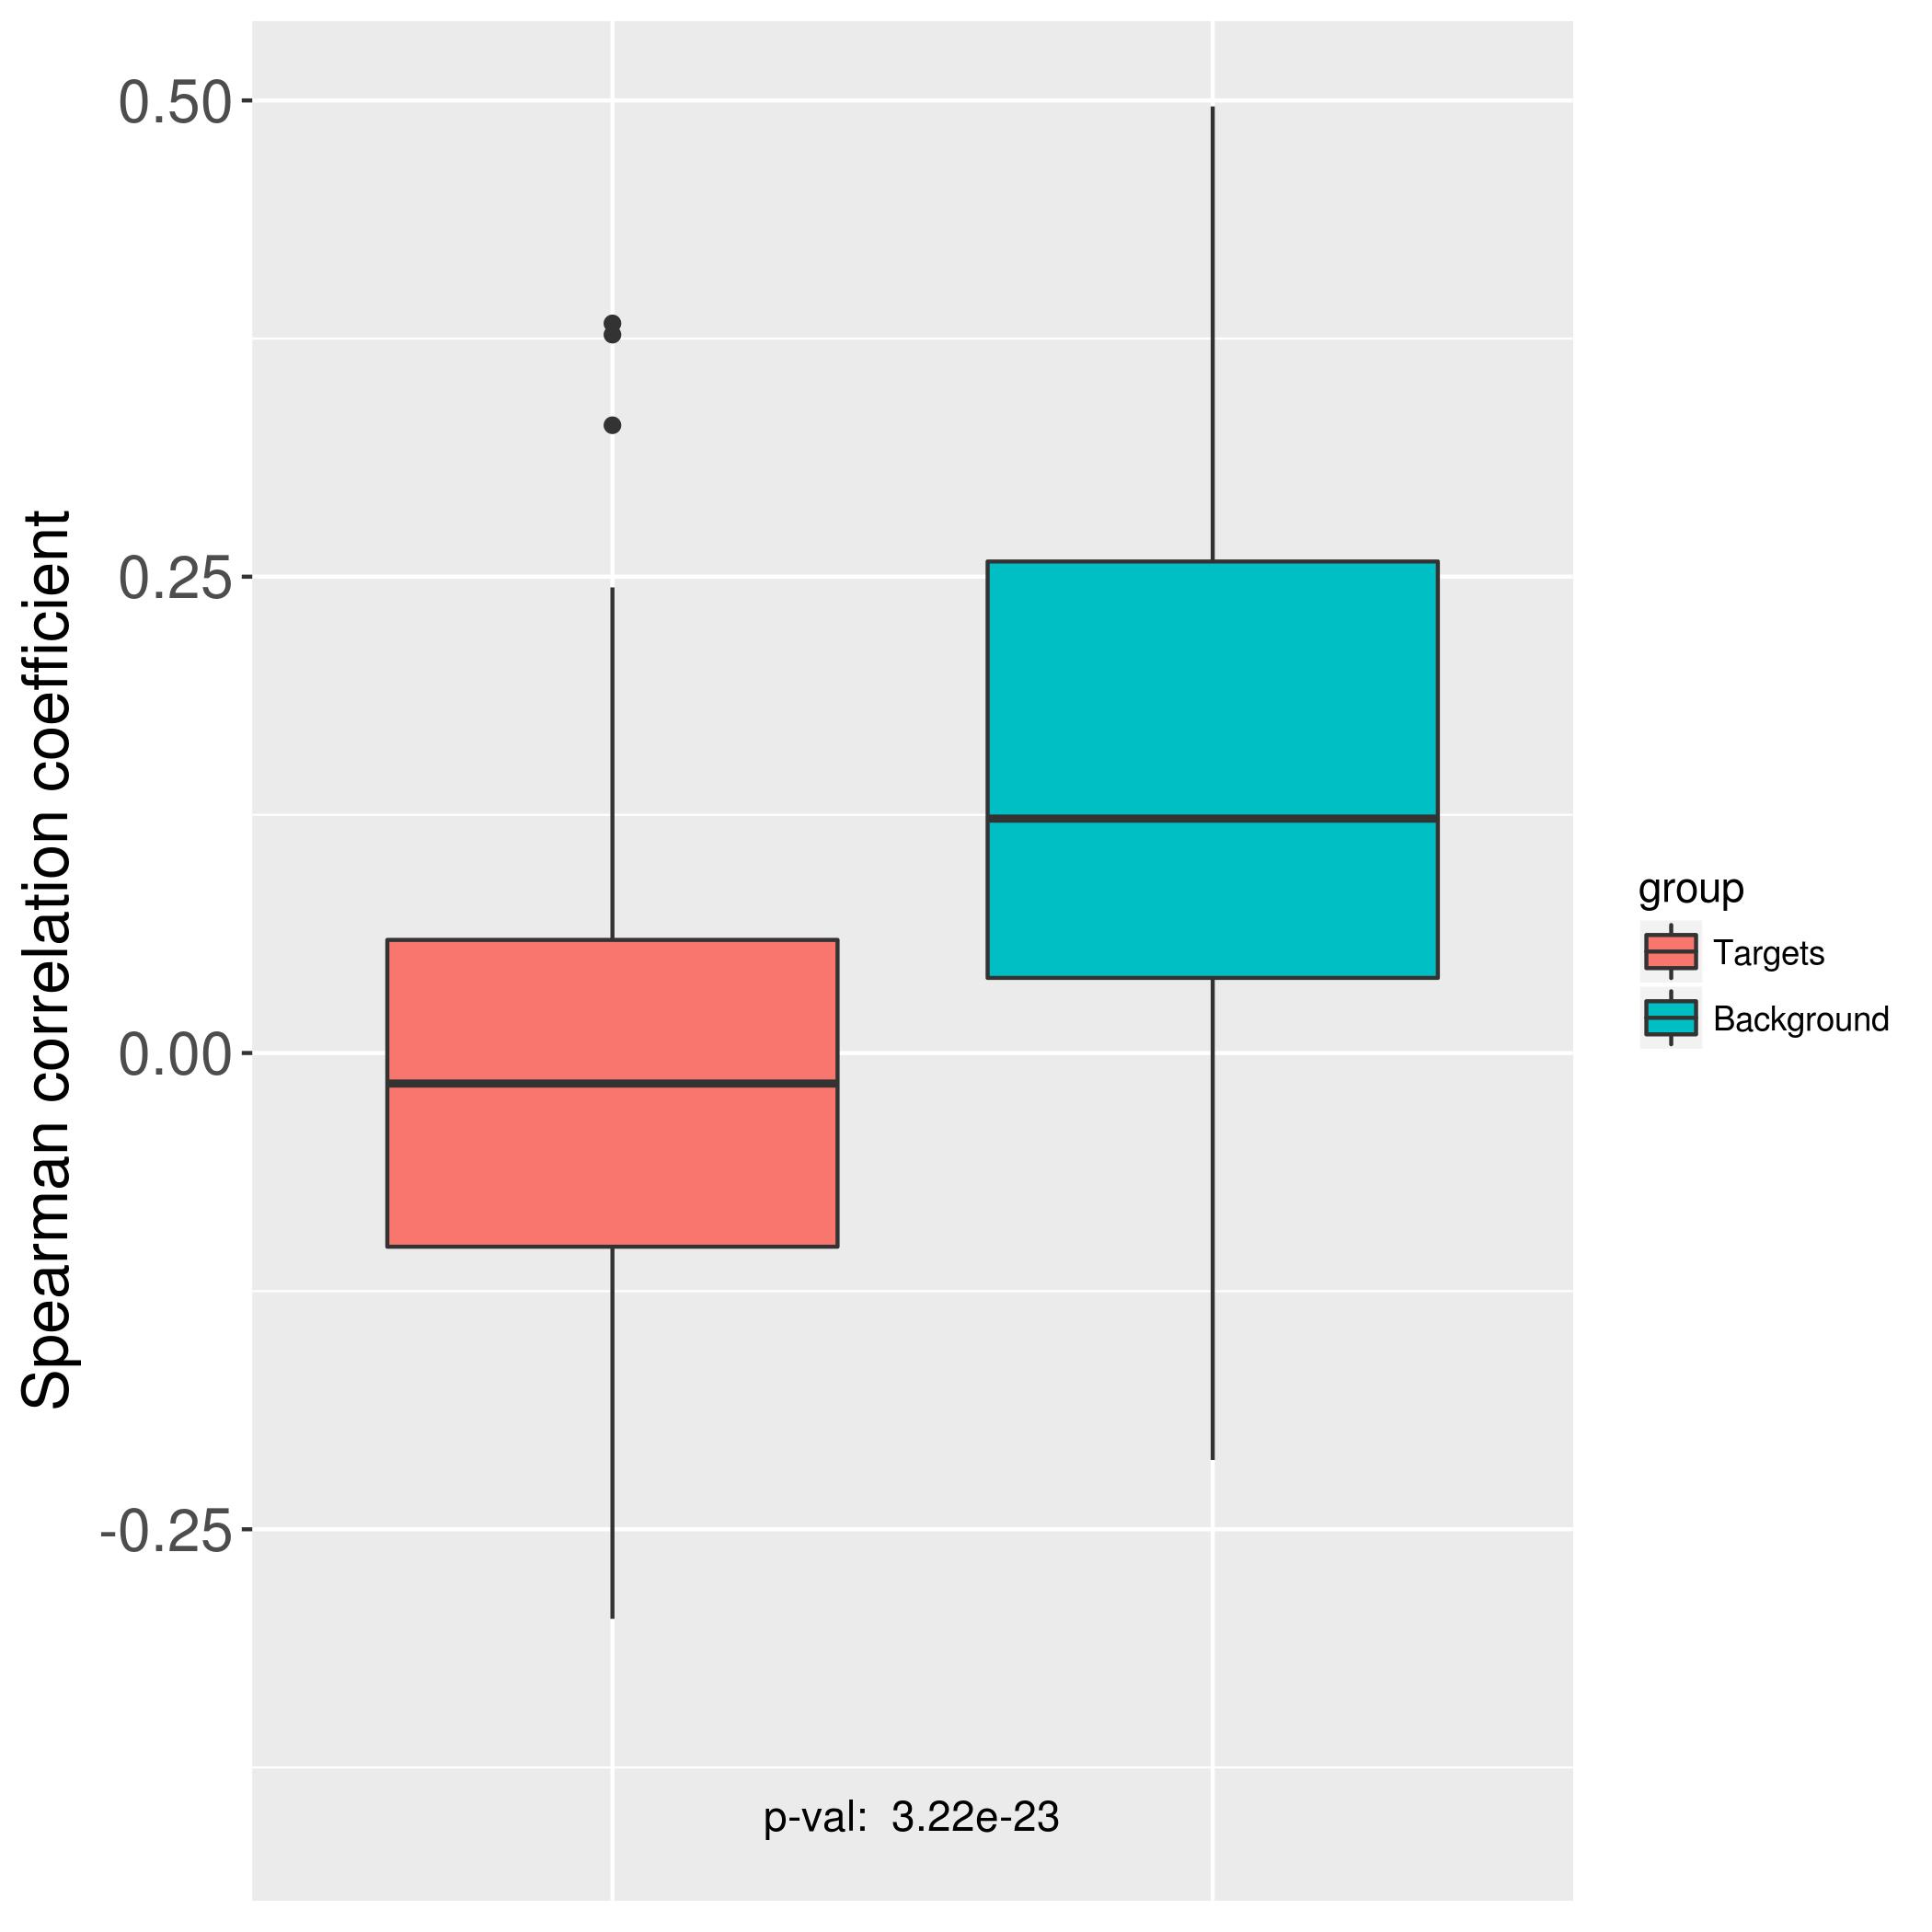 Spearman correlation coefficient
0.50
0.25
0.00
-0.25
p-val:  3.22e-23
group
Targets
Background